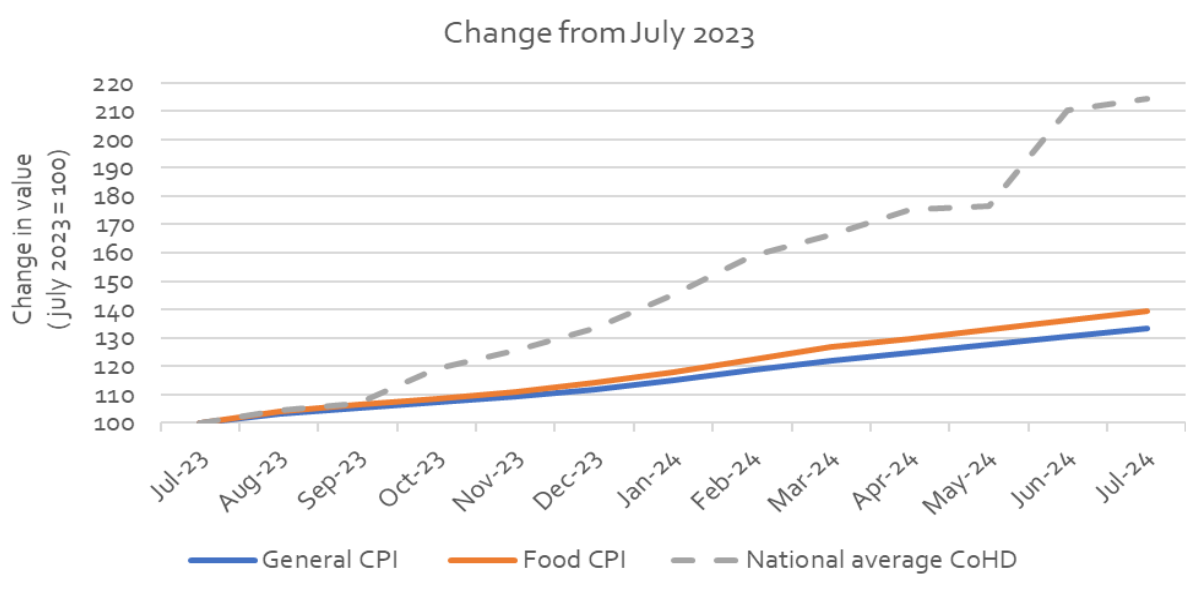 Change from July 2023
Change in value
( july 2023 = 100)
220
210
200
190
180
170
160
150
140
130
120
110
100
Jul-23
Aug-23
Sep-23
Oct-23
Nov-23
Dec-23
Jan-24
Feb-24
Mar-24
Apr-24
May-24
Jun-24
Jul-24
General CPI
Food CPI
National average CoHD